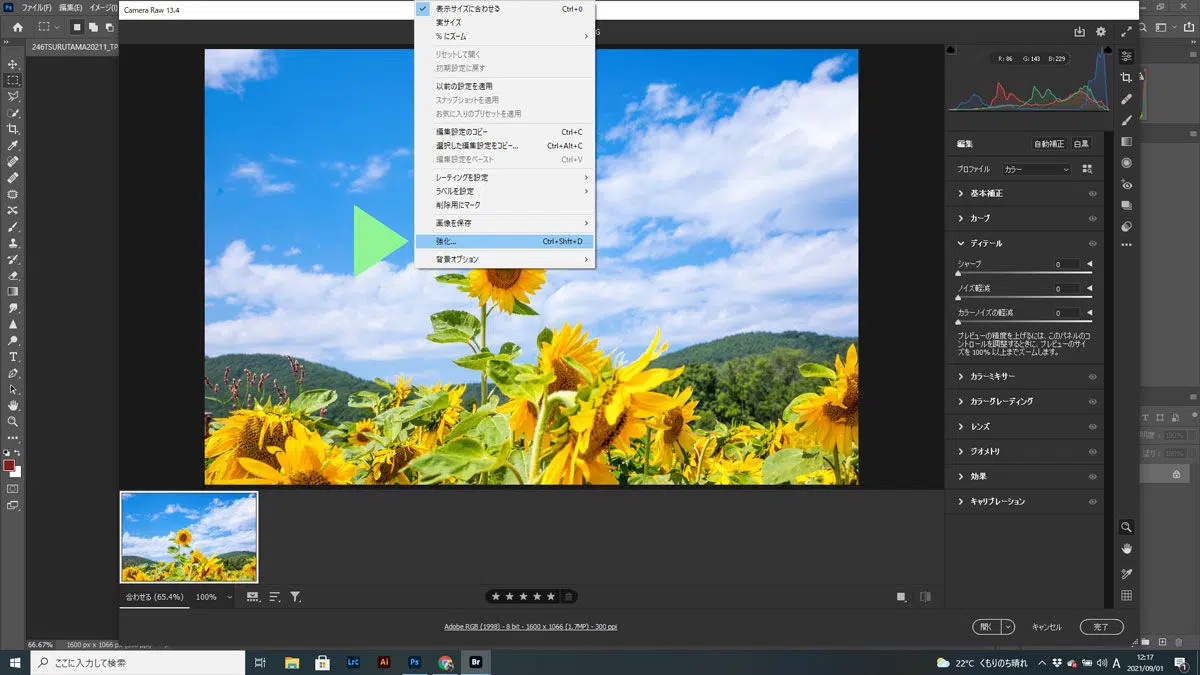 ファイル(F) 編集(E) イメージ(I)
Camera Raw 13.4
246TSURUTAMA20211_TP
表示サイズに合わせる Ctrl+0
実サイズ
% にズーム
リセットして開く
初期設定に戻す
以前の設定を適用
スナップショットを適用
お気に入りのプリセットを適用
編集設定のコピー Ctrl+C
選択した編集設定をコピー... Ctrl+Alt+C
編集設定をペースト Ctrl+V
レーティングを設定
ラベルを設定
削除用にマーク
画像を保存
強化... Ctrl+Shft+D
背景オプション
R: 86 G: 143 B: 229
編集 自動補正 白黒
プロファイル カラー
基本補正
カーブ
ディテール
シャープ 0
ノイズ軽減 0
カラーノイズの軽減 0
プレビューの精度を上げるには、このパネルのコ
ントロールを調整するときに、プレビューのサイ
ズを 100% 以上までズームします。
カラーミキサー
カラーグレーディング
レンズ
ジオメトリ
効果
キャリブレーション
合わせる (65.4%) 100%
Adobe RGB (1998) - 8 bit - 1600 x 1066 (1.7MP) - 300 ppi
開く キャンセル 完了
66.67% 1600 px x 1066 px
ここに入力して検索
LrC Ai Ps Br
22°C くもりのち晴れ
A
12:17
2021/09/01